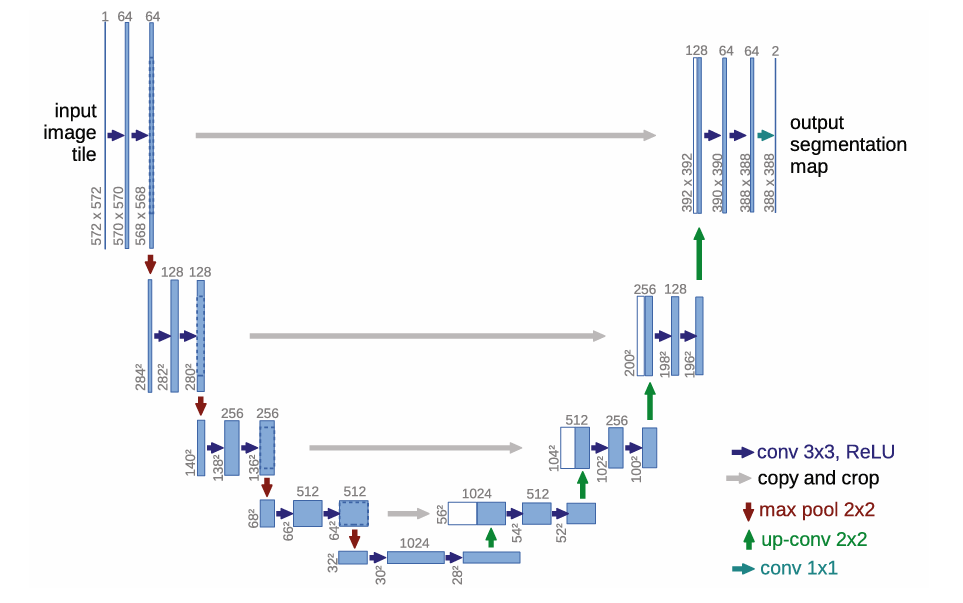 1 64 64
128 64 64 2
input
image
tile
output
segmentation
map
572 x 572
570 x 570
568 x 568
392 x 392
390 x 390
388 x 388
388 x 388
128 128
256 128
284²
282²
280²
200²
198²
196²
256 256
512 256
140²
138²
136²
104²
102²
100²
512 512
1024 512
68²
66²
64²
56²
54²
52²
1024
32²
30²
28²
conv 3x3, ReLU
copy and crop
max pool 2x2
up-conv 2x2
conv 1x1